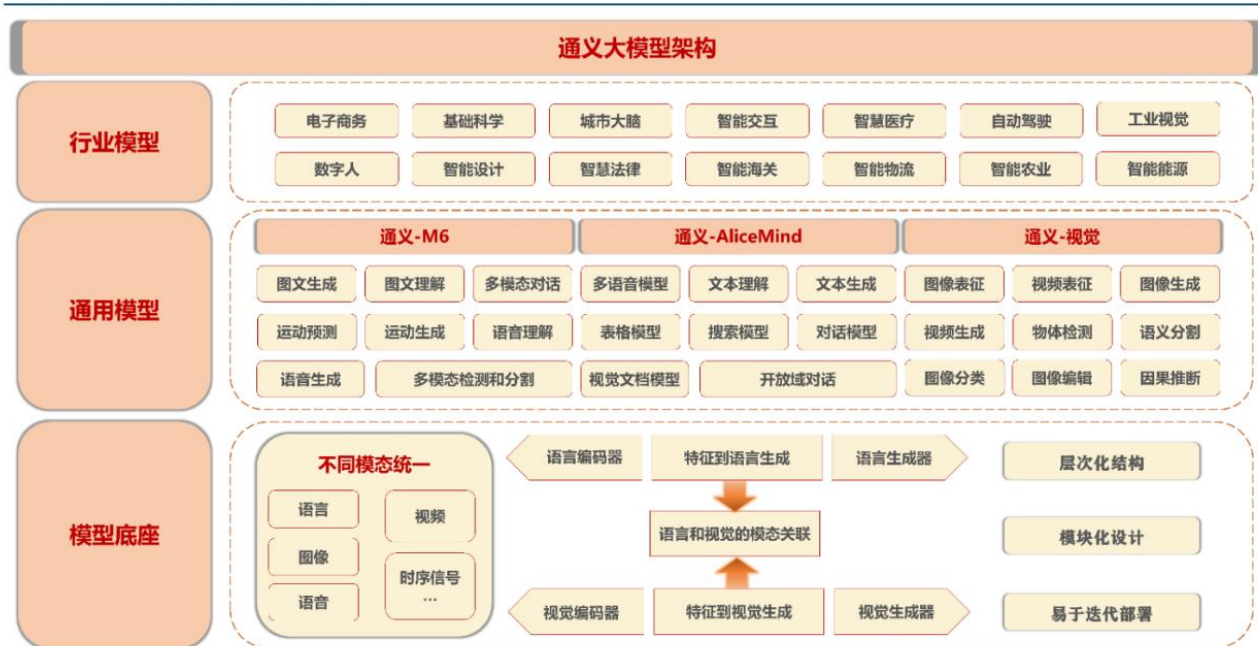 通义大模型架构
行业模型
电子商务 基础科学 城市大脑 智能交互 智慧医疗 自动驾驶 工业视觉
数字人 智能设计 智慧法律 智能海关 智能物流 智能农业 智能能源
通用模型
通义-M6 通义-AliceMind 通义-视觉
图文生成 图文理解 多模态对话 多语音模型 文本理解 文本生成 图像表征 视频表征 图像生成
运动预测 运动生成 语音理解 表格模型 搜索模型 对话模型 视频生成 物体检测 语义分割
语音生成 多模态检测和分割 视觉文档模型 开放域对话 图像分类 图像编辑 因果推断
模型底座
不同模态统一
语言 视频
图像
时序信号
...
语音
语言编码器 特征到语言生成 语言生成器
语言和视觉的模态关联
视觉编码器 特征到视觉生成 视觉生成器
层次化结构
模块化设计
易于迭代部署